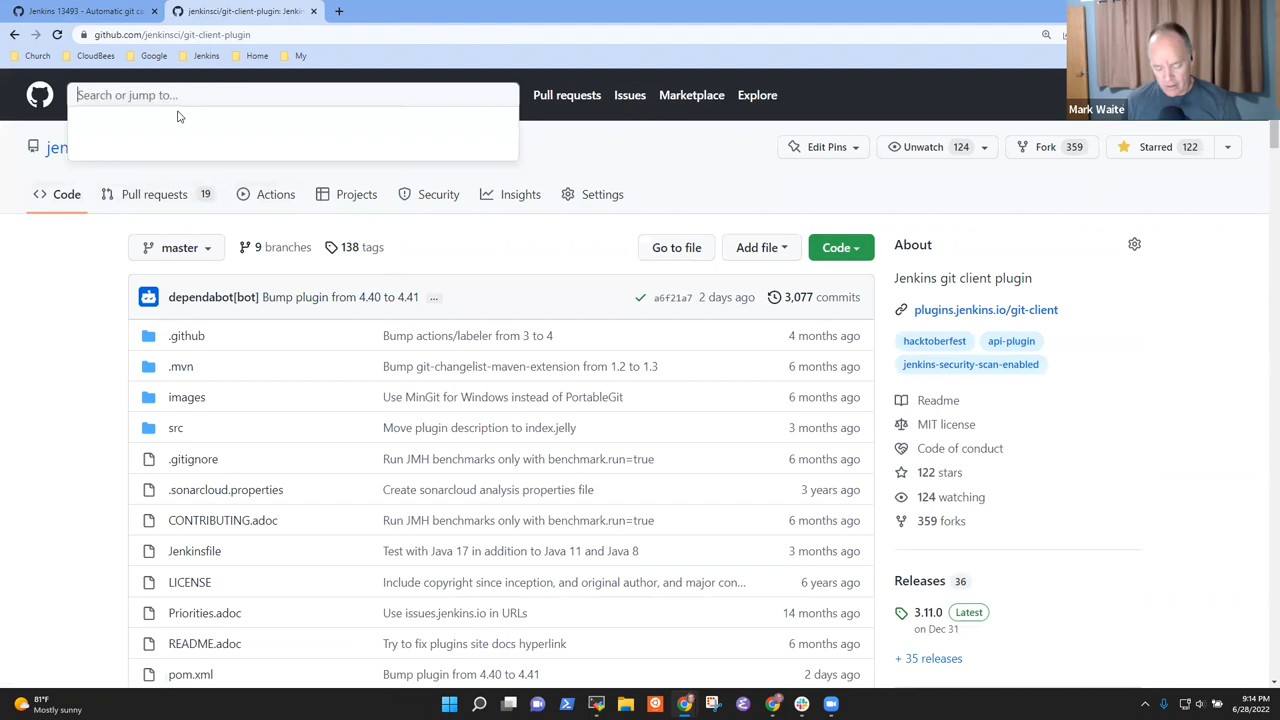 Jenkins 13493 - Automatic git ca
jenkinsci/git-client-plugin: Jenki
github.com/jenkinsci/git-client-plugin
Church
CloudBees
Google
Jenkins
Home
My
Search or jump to...
Pull requests
Issues
Marketplace
Explore
Mark Waite
jen
Edit Pins
Unwatch 124
Fork 359
Starred 122
Code
Pull requests 19
Actions
Projects
Security
Insights
Settings
master
9 branches
138 tags
Go to file
Add file
Code
dependabot[bot] Bump plugin from 4.40 to 4.41 ...
a6f21a7 2 days ago
3,077 commits
.github Bump actions/labeler from 3 to 4 4 months ago
.mvn Bump git-changelist-maven-extension from 1.2 to 1.3 6 months ago
images Use MinGit for Windows instead of PortableGit 6 months ago
src Move plugin description to index.jelly 3 months ago
.gitignore Run JMH benchmarks only with benchmark.run=true 6 months ago
.sonarcloud.properties Create sonarcloud analysis properties file 3 years ago
CONTRIBUTING.adoc Run JMH benchmarks only with benchmark.run=true 6 months ago
Jenkinsfile Test with Java 17 in addition to Java 11 and Java 8 3 months ago
LICENSE Include copyright since inception, and original author, and major con... 6 years ago
Priorities.adoc Use issues.jenkins.io in URLs 14 months ago
README.adoc Try to fix plugins site docs hyperlink 6 months ago
pom.xml Bump plugin from 4.40 to 4.41 2 days ago
About
Jenkins git client plugin
plugins.jenkins.io/git-client
hacktoberfest
api-plugin
jenkins-security-scan-enabled
Readme
MIT license
Code of conduct
122 stars
124 watching
359 forks
Releases 36
3.11.0 Latest
on Dec 31
+ 35 releases
81°F
Mostly sunny
9:14 PM
6/28/2022